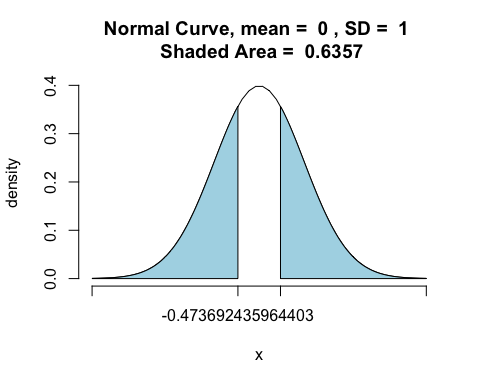 Normal Curve, mean = 0 , SD = 1
Shaded Area = 0.6357
density
0.4
0.3
0.2
0.1
0.0
-0.473692435964403
x